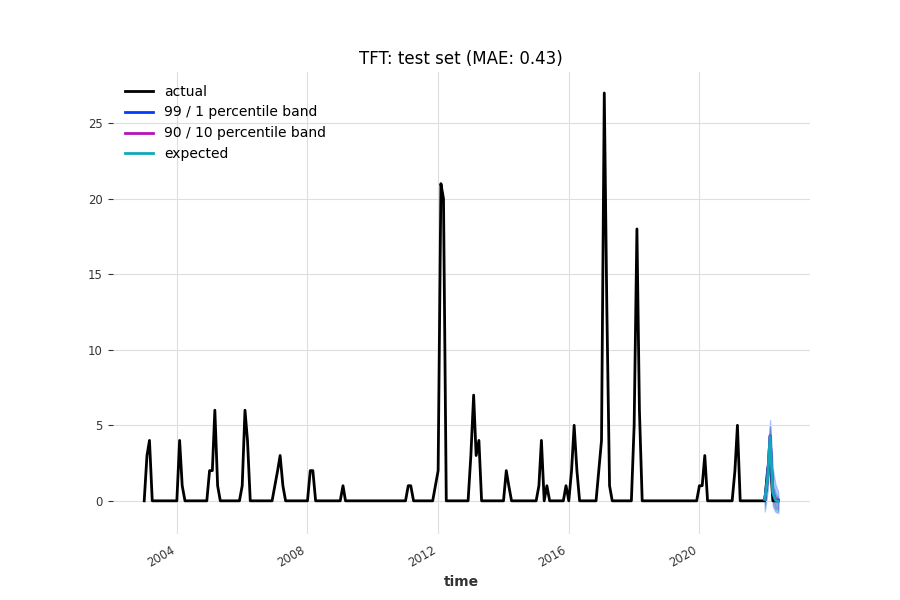 TFT: test set (MAE: 0.43)
actual
99 / 1 percentile band
90 / 10 percentile band
expected
25
20
15
10
5
0
2004
2008
2012
2016
2020
time